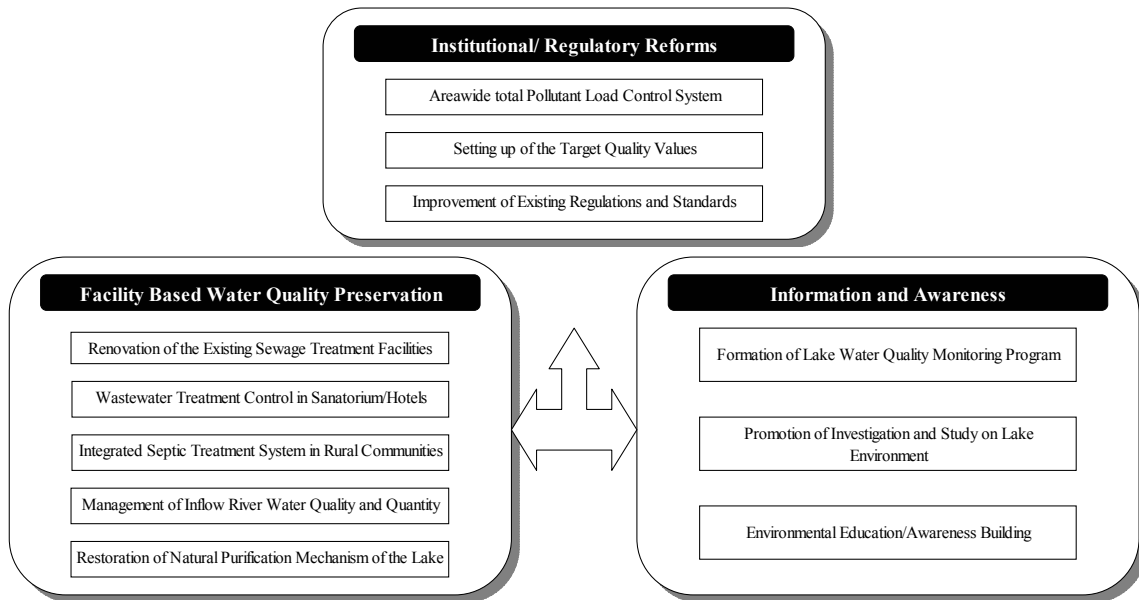 Institutional/ Regulatory Reforms
Areawide total Pollutant Load Control System
Setting up of the Target Quality Values
Improvement of Existing Regulations and Standards
Facility Based Water Quality Preservation
Renovation of the Existing Sewage Treatment Facilities
Wastewater Treatment Control in Sanatorium/Hotels
Integrated Septic Treatment System in Rural Communities
Management of Inflow River Water Quality and Quantity
Restoration of Natural Purification Mechanism of the Lake
Information and Awareness
Formation of Lake Water Quality Monitoring Program
Promotion of Investigation and Study on Lake
Environment
Environmental Education/Awareness Building